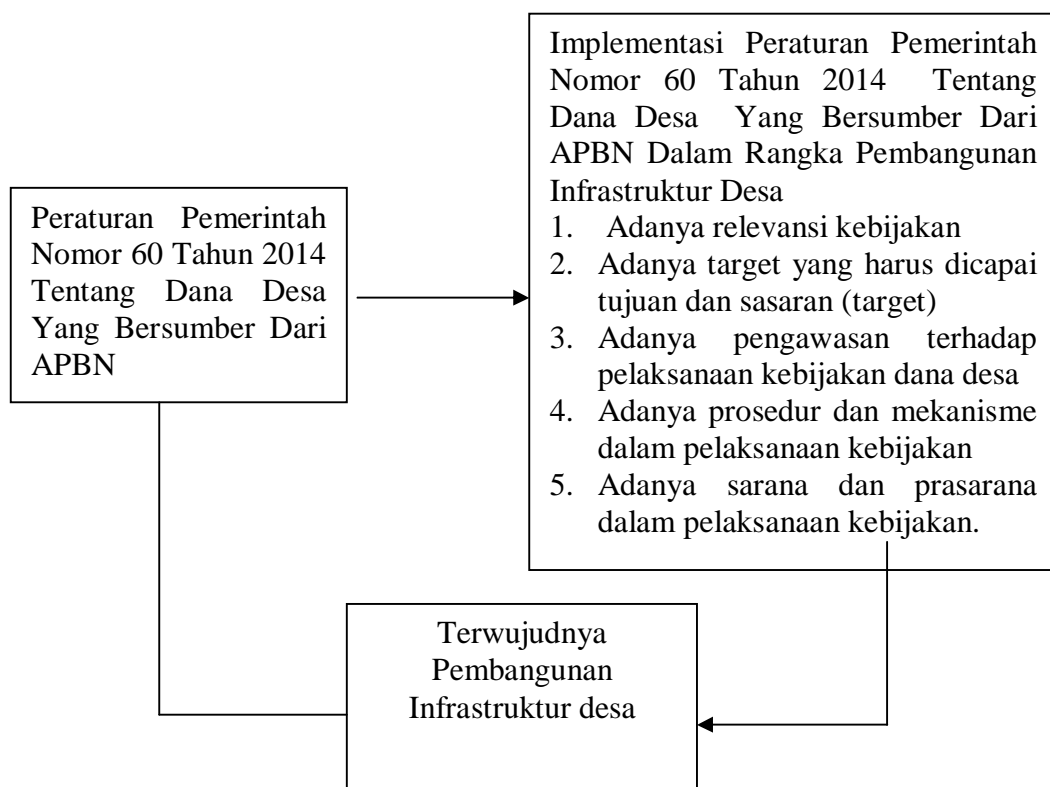 Peraturan Pemerintah
Nomor 60 Tahun 2014
Tentang Dana Desa
Yang Bersumber Dari
APBN
Implementasi Peraturan Pemerintah
Nomor 60 Tahun 2014 Tentang
Dana Desa Yang Bersumber Dari
APBN Dalam Rangka Pembangunan
Infrastruktur Desa
1. Adanya relevansi kebijakan
2. Adanya target yang harus dicapai
tujuan dan sasaran (target)
3. Adanya pengawasan terhadap
pelaksanaan kebijakan dana desa
4. Adanya prosedur dan mekanisme
dalam pelaksanaan kebijakan
5. Adanya sarana dan prasarana
dalam pelaksanaan kebijakan.
Terwujudnya
Pembangunan
Infrastruktur desa